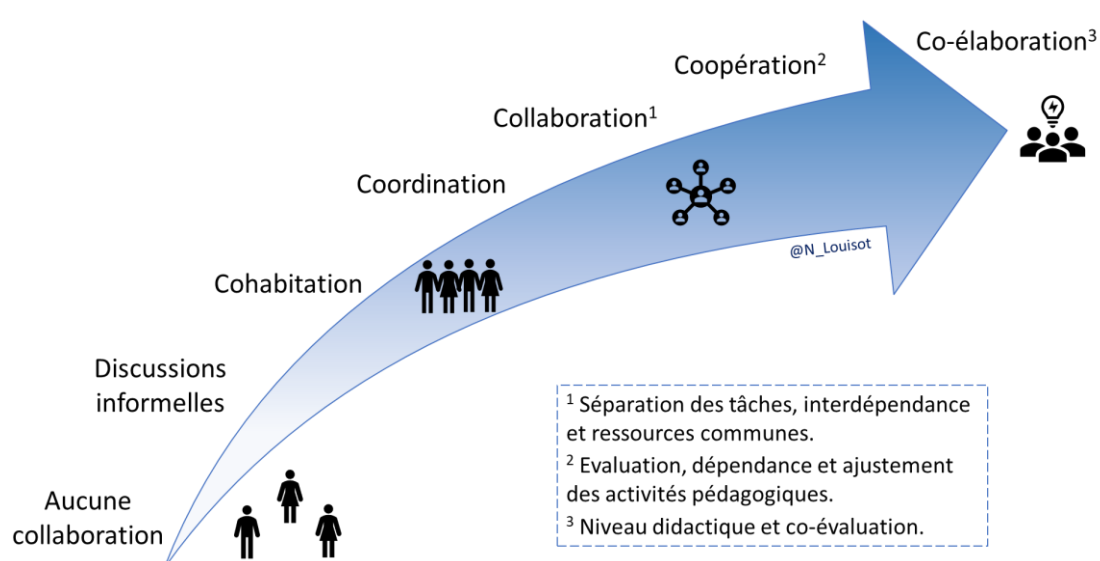 Co-élaboration³
Coopération²
Collaboration¹
Coordination
Cohabitation
Discussions
informelles
Aucune
collaboration
@N_Louisot
¹ Séparation des tâches, interdépendance
et ressources communes.
² Evaluation, dépendance et ajustement
des activités pédagogiques.
³ Niveau didactique et co-évaluation.